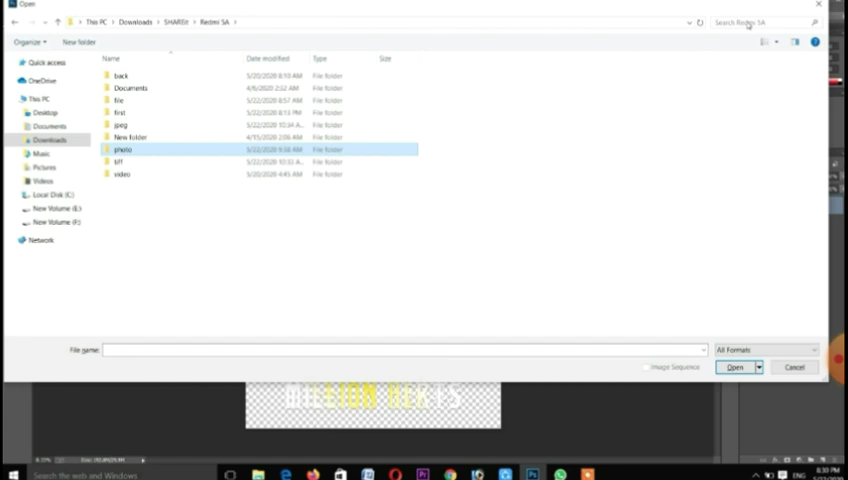 Open
This PC > Downloads > SHAREit > Redmi 5A >
Search Redmi 5A
Organize
New folder
Name
Date modified
Type
Size
Quick access
OneDrive
This PC
Desktop
Documents
Downloads
Music
Pictures
Videos
Local Disk (C:)
New Volume (E:)
New Volume (F:)
Network
back 5/20/2020 8:10 AM File folder
Documents 4/6/2020 2:32 AM File folder
file 5/22/2020 8:57 AM File folder
first 5/22/2020 8:13 PM File folder
jpeg 5/22/2020 10:34 A... File folder
New folder 4/15/2020 2:06 AM File folder
photo 5/22/2020 9:38 AM File folder
tiff 5/22/2020 10:33 A... File folder
video 5/20/2020 4:45 AM File folder
File name:
All Formats
Image Sequence
Open
Cancel
MILLION HERTS
Search the web and Windows
ENG
8:30 PM